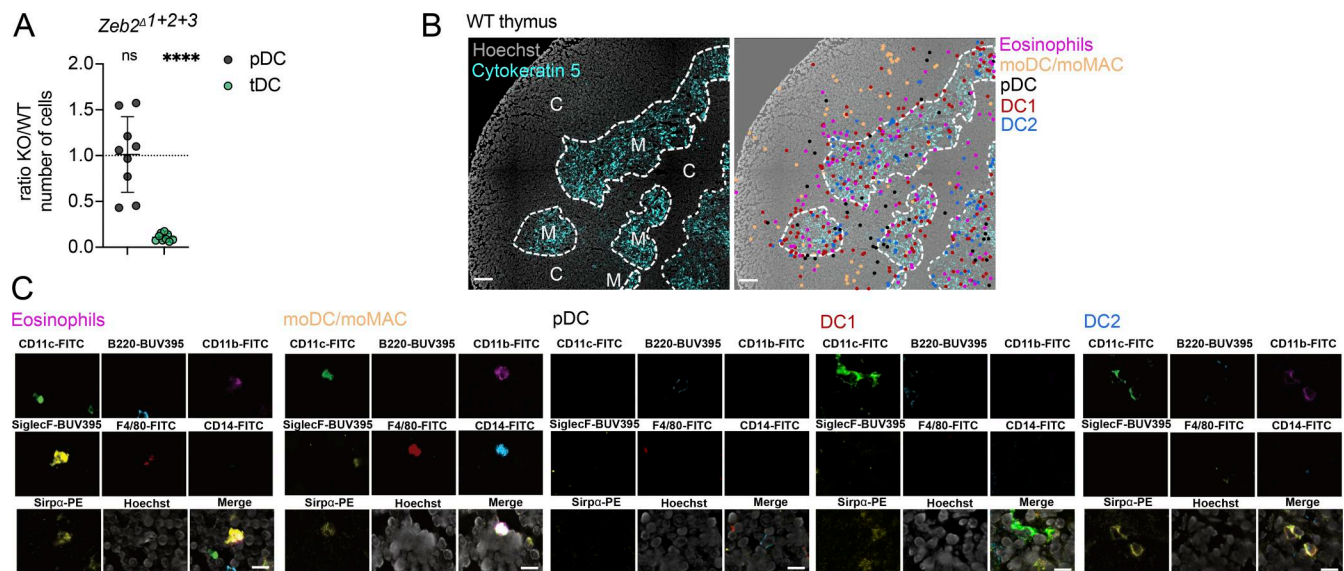 A
Zeb2Δ1+2+3
ns
****
pDC
tDC
ratio KO/WT
number of cells
2.0
1.5
1.0
0.5
0.0
B
WT thymus
Hoechst
Cytokeratin 5
C
M
C
M
M
C
M
Eosinophils
moDC/moMAC
pDC
DC1
DC2
C
Eosinophils
CD11c-FITC B220-BUV395 CD11b-FITC
SiglecF-BUV395 F4/80-FITC CD14-FITC
Sirpα-PE Hoechst Merge
moDC/moMAC
CD11c-FITC B220-BUV395 CD11b-FITC
SiglecF-BUV395 F4/80-FITC CD14-FITC
Sirpα-PE Hoechst Merge
pDC
CD11c-FITC B220-BUV395 CD11b-FITC
SiglecF-BUV395 F4/80-FITC CD14-FITC
Sirpα-PE Hoechst Merge
DC1
CD11c-FITC B220-BUV395 CD11b-FITC
SiglecF-BUV395 F4/80-FITC CD14-FITC
Sirpα-PE Hoechst Merge
DC2
CD11c-FITC B220-BUV395 CD11b-FITC
SiglecF-BUV395 F4/80-FITC CD14-FITC
Sirpα-PE Hoechst Merge